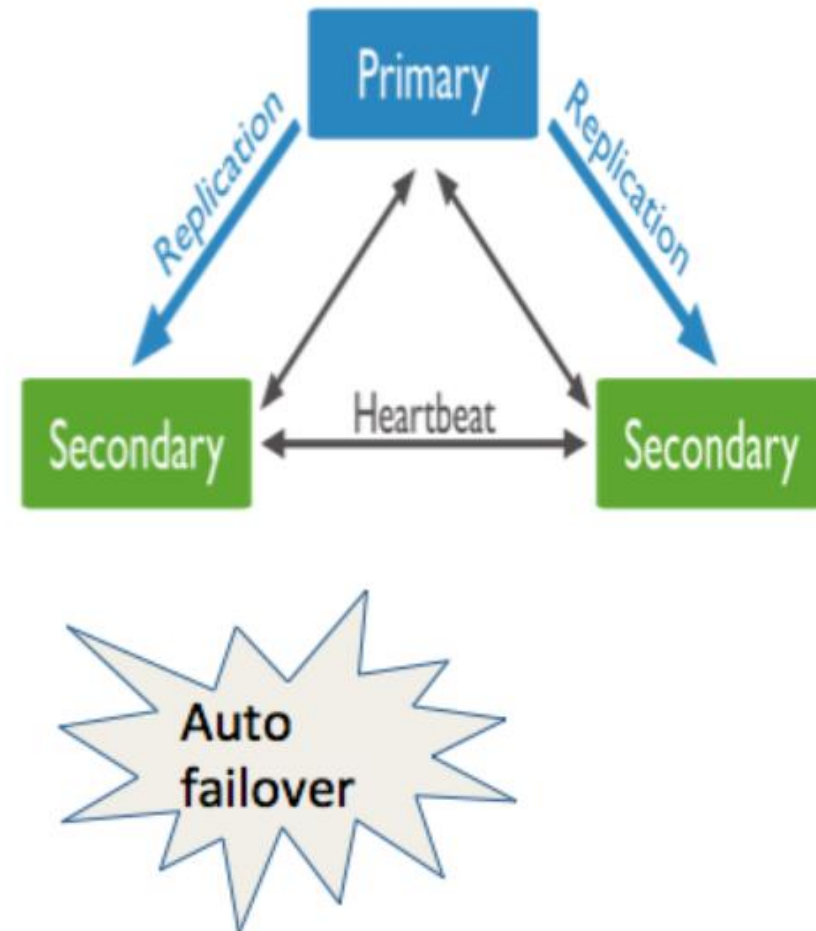 Primary
Replication
Replication
Heartbeat
Secondary
Secondary
Auto
failover